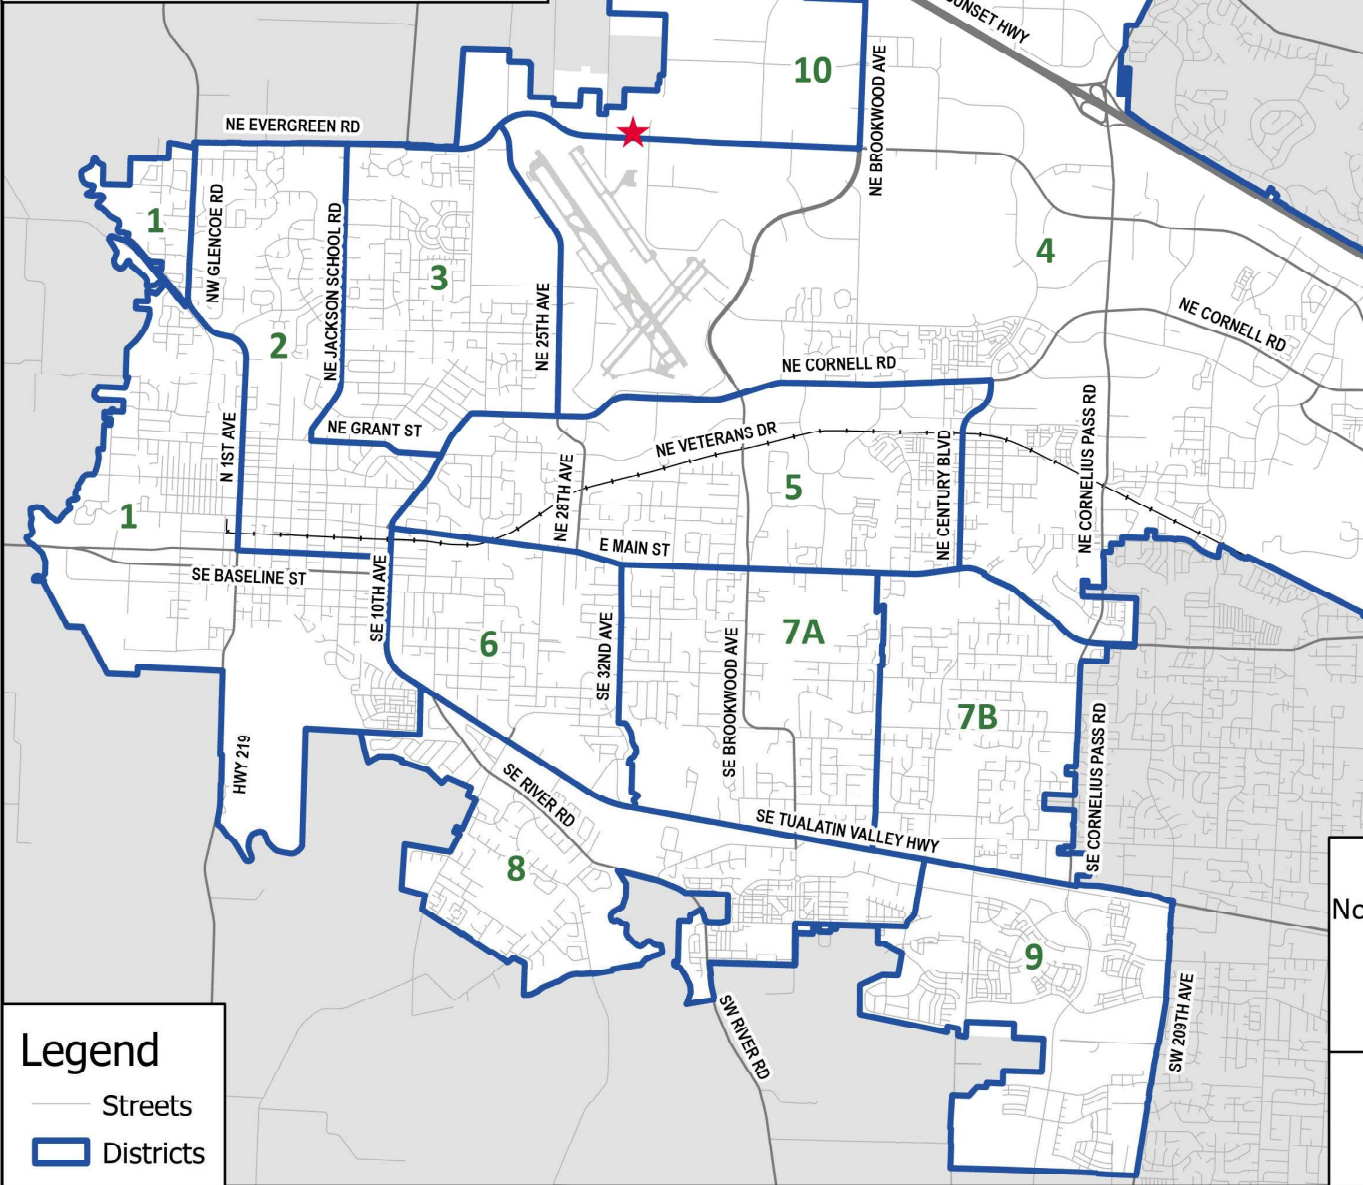 SUNSET HWY
10
NE BROOKWOOD AVE
NE EVERGREEN RD
1
NW GLENCOE RD
NE JACKSON SCHOOL RD
3
4
2
NE 25TH AVE
NE CORNELL RD
NE CORNELL RD
N 1ST AVE
NE GRANT ST
NE VETERANS DR
NE CORNELIUS PASS RD
5
NE 28TH AVE
NE CENTURY BLVD
1
E MAIN ST
SE BASELINE ST
SE 10TH AVE
6
SE 32ND AVE
7A
SE BROOKWOOD AVE
7B
HWY 219
SE RIVER RD
SE CORNELIUS PASS RD
SE TUALATIN VALLEY HWY
8
No
9
SW 209TH AVE
SW RIVER RD
Legend
Streets
Districts